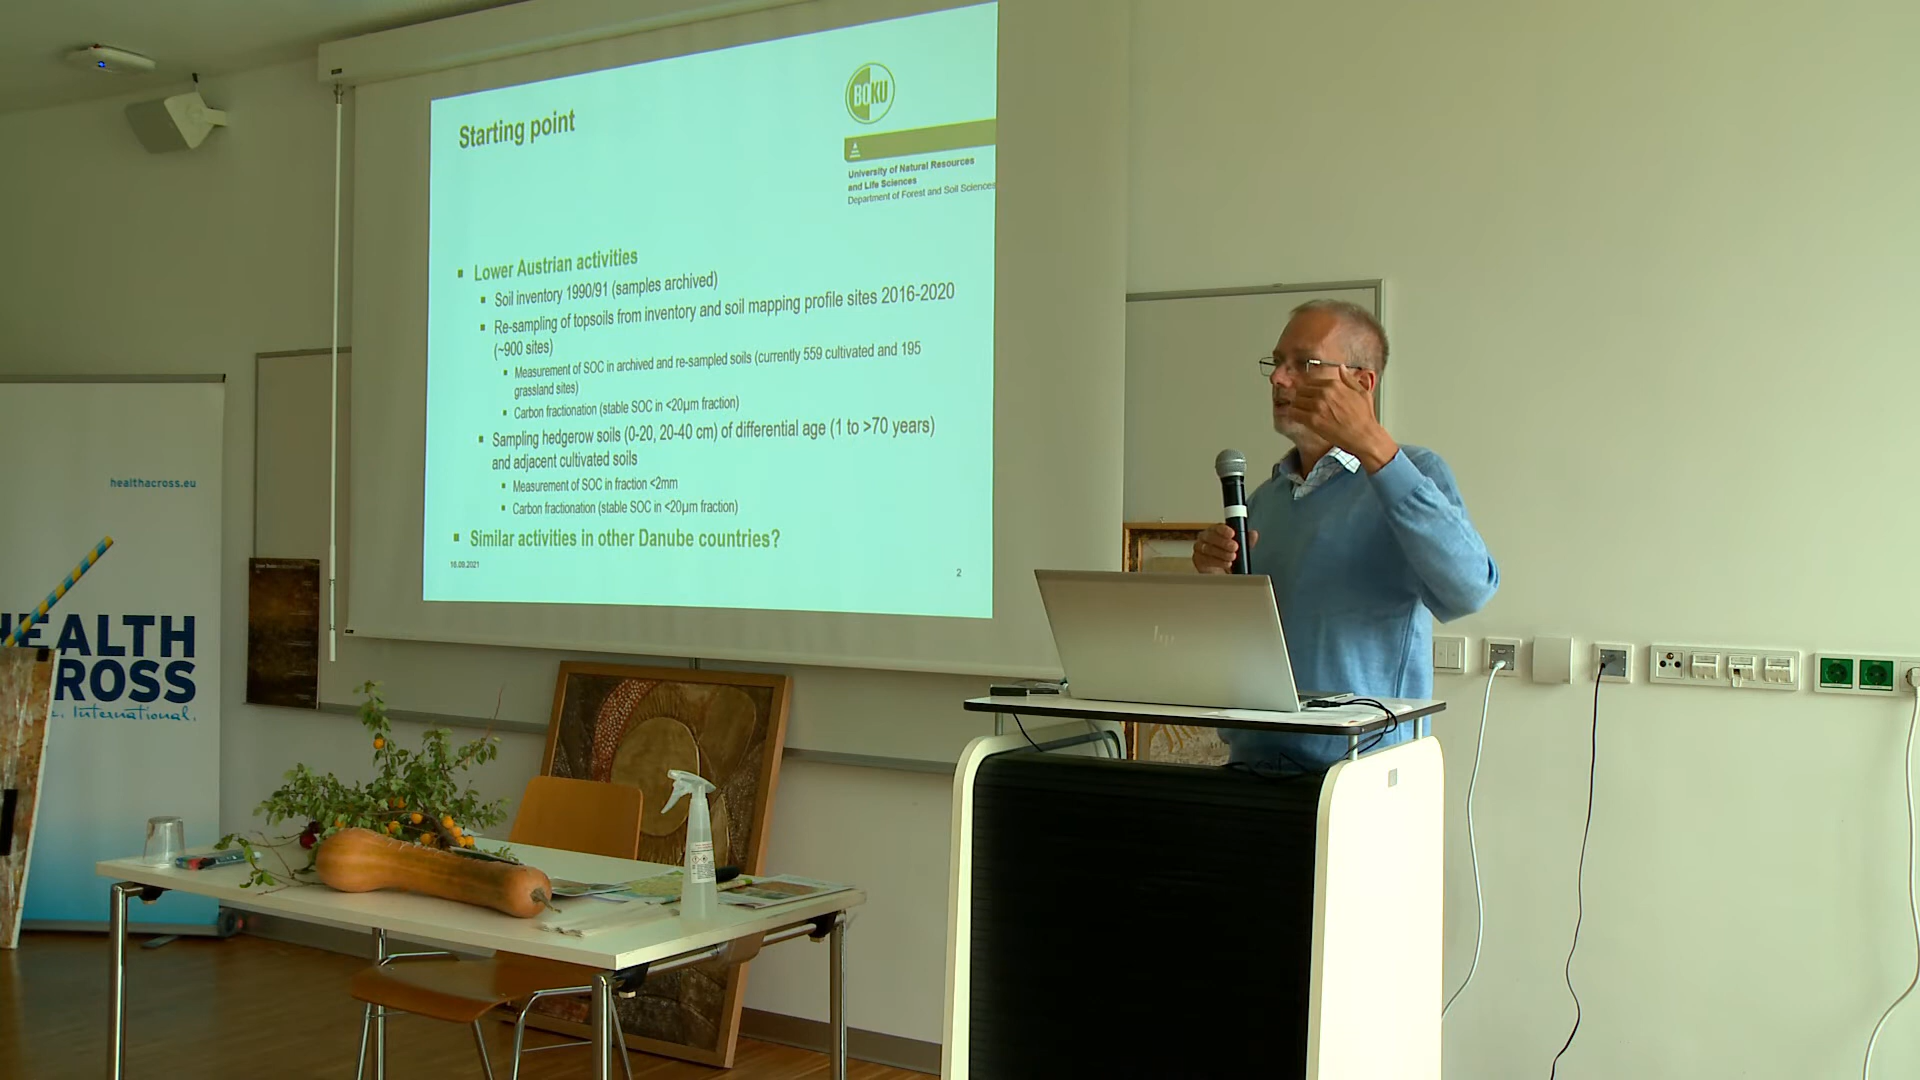 Starting point
BOKU
University of Natural Resources
and Life Sciences
Department of Forest and Soil Sciences
Lower Austrian activities
Soil inventory 1990/91 (samples archived)
Re-sampling of topsoils from inventory and soil mapping profile sites 2016-2020
(~900 sites)
Measurement of SOC in archived and re-sampled soils (currently 559 cultivated and 195
grassland sites)
Carbon fractionation (stable SOC in <20µm fraction)
Sampling hedgerow soils (0-20, 20-40 cm) of differential age (1 to >70 years)
and adjacent cultivated soils
Measurement of SOC in fraction <2mm
Carbon fractionation (stable SOC in <20µm fraction)
Similar activities in other Danube countries?
16.09.2021
2
healthacross.eu
HEALTH
CROSS
International.
hp